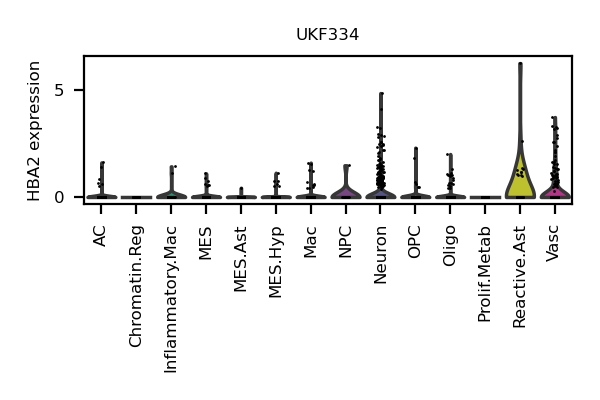 UKF334
HBA2 expression
5
0
AC
Chromatin.Reg
Inflammatory.Mac
MES
MES.Ast
MES.Hyp
Mac
NPC
Neuron
OPC
Oligo
Prolif.Metab
Reactive.Ast
Vasc